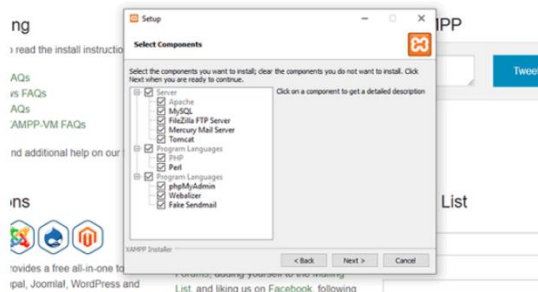 ng
Setup
Select Components
Select the components you want to install; clear the components you do not want to install. Click
Next when you are ready to continue.
Server
Apache
MySQL
FileZilla FTP Server
Mercury Mail Server
Tomcat
Program Languages
PHP
Perl
Program Languages
phpMyAdmin
Webalizer
Fake Sendmail
Click on a component to get a detailed description
XAMPP Installer
< Back
Next >
Cancel
read the install instructio
AQs
vs FAQs
AQs
XAMPP-VM FAQs
nd additional help on our
ons
rovides a free all-in-one to
pal, Joomla!, WordPress and
Forums, adding yourself to the Mailing
List, and liking us on Facebook, following
MPP
Tweet
List